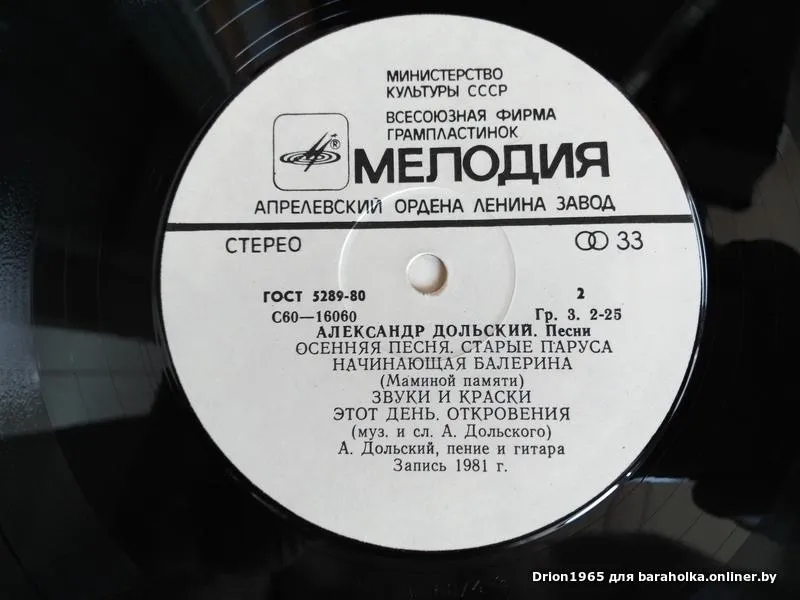 МИНИСТЕРСТВО
КУЛЬТУРЫ СССР
ВСЕСОЮЗНАЯ ФИРМА
ГРАМПЛАСТИНОК
®
МЕЛОДИЯ
АПРЕЛЕВСКИЙ ОРДЕНА ЛЕНИНА ЗАВОД
СТЕРЕО 33
ГОСТ 5289-80 2
С60—16060 Гр. 3. 2-25
АЛЕКСАНДР ДОЛЬСКИЙ. Песни
ОСЕННЯЯ ПЕСНЯ. СТАРЫЕ ПАРУСА
НАЧИНАЮЩАЯ БАЛЕРИНА
(Маминой памяти)
ЗВУКИ И КРАСКИ
ЭТОТ ДЕНЬ. ОТКРОВЕНИЯ
(муз. и сл. А. Дольского)
А. Дольский, пение и гитара
Запись 1981 г.
Drion1965 для baraholka.onliner.by